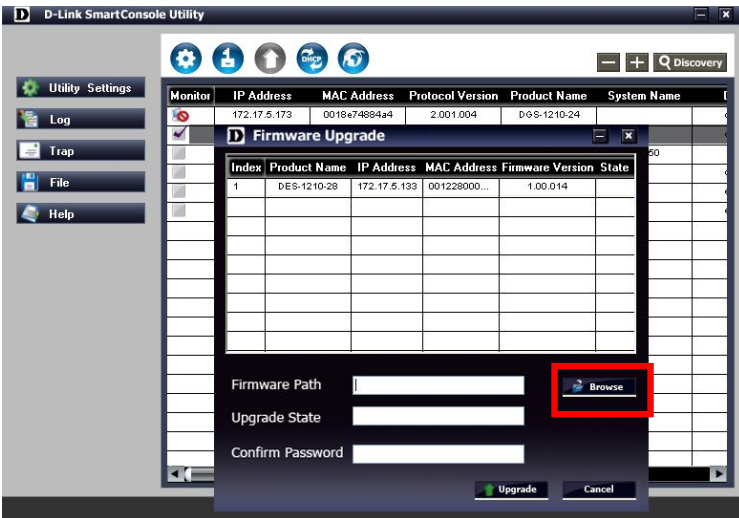 D-Link SmartConsole Utility
Discovery
Utility Settings
Log
Trap
File
Help
Monitor IP Address MAC Address Protocol Version Product Name System Name
172.17.5.173 0018e74884a4 2.001.004 DGS-1210-24
Firmware Upgrade
Index Product Name IP Address MAC Address Firmware Version State
1 DES-1210-28 172.17.5.133 001228000... 1.00.014
Firmware Path
Browse
Upgrade State
Confirm Password
Upgrade Cancel